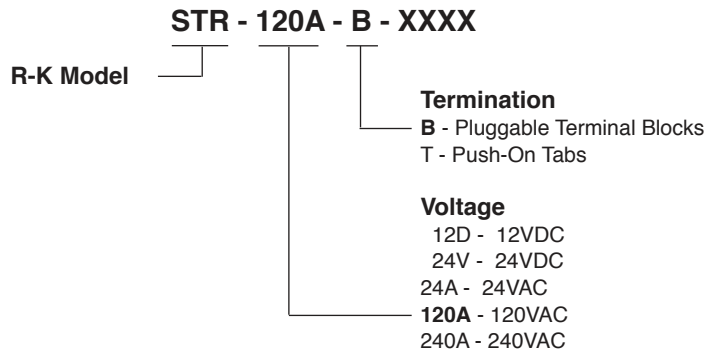 STR - 120A - B - XXXX
R-K Model
Termination
B - Pluggable Terminal Blocks
T - Push-On Tabs
Voltage
12D - 12VDC
24V - 24VDC
24A - 24VAC
120A - 120VAC
240A - 240VAC